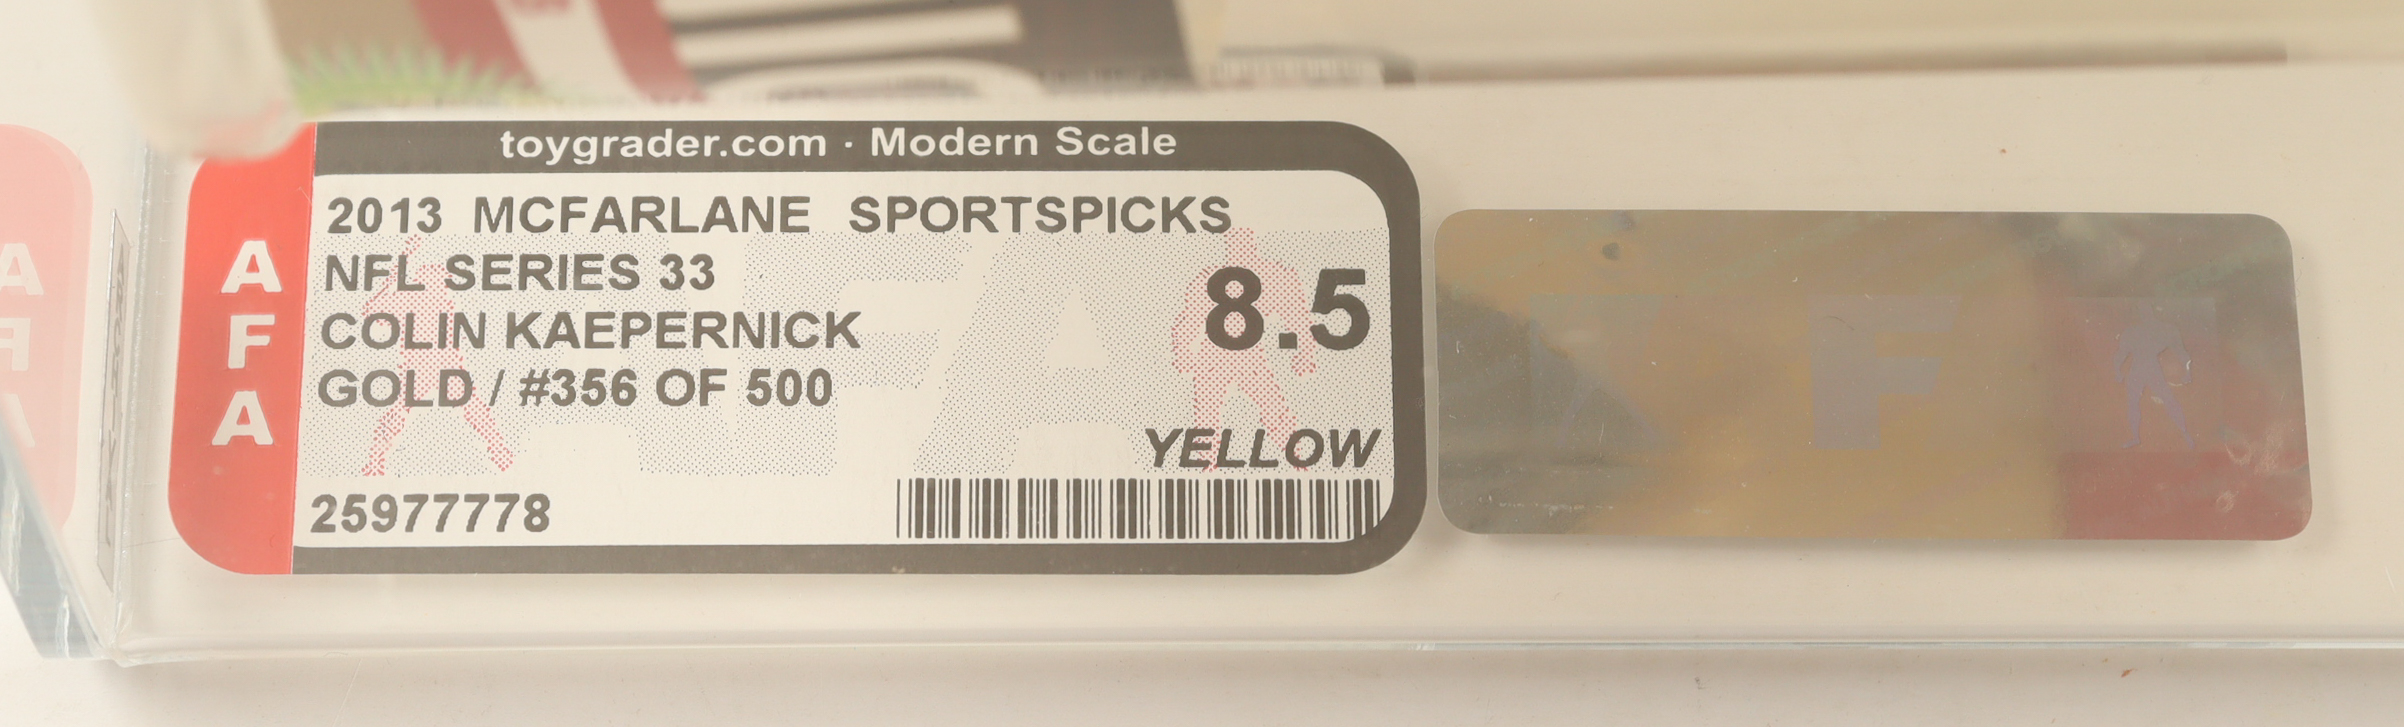 toygrader.com · Modern Scale
AFA
2013 MCFARLANE SPORTSPICKS
NFL SERIES 33
COLIN KAEPERNICK
GOLD / #356 OF 500
8.5
YELLOW
25977778
F